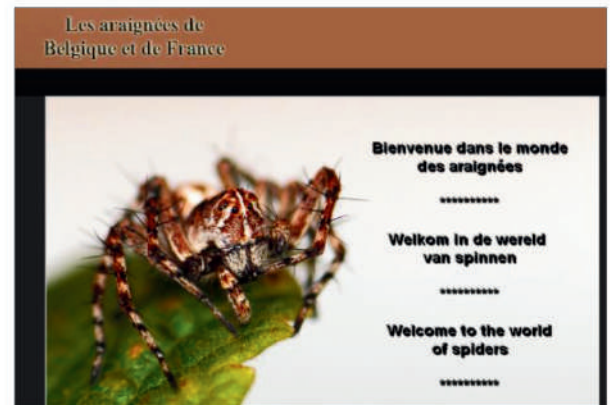 Les araignées de
Belgique et de France
Bienvenue dans le monde
des araignées
**********
Welkom in de wereld
van spinnen
**********
Welcome to the world
of spiders
**********